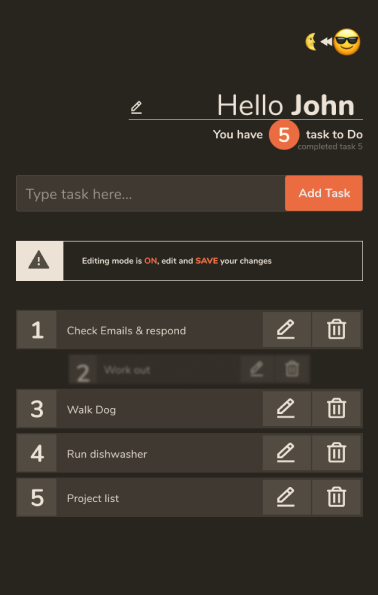 Hello John
You have 5 task to Do
completed task 5
Type task here...
Add Task
Editing mode is ON, edit and SAVE your changes
1 Check Emails & respond
2 Work out
3 Walk Dog
4 Run dishwasher
5 Project list